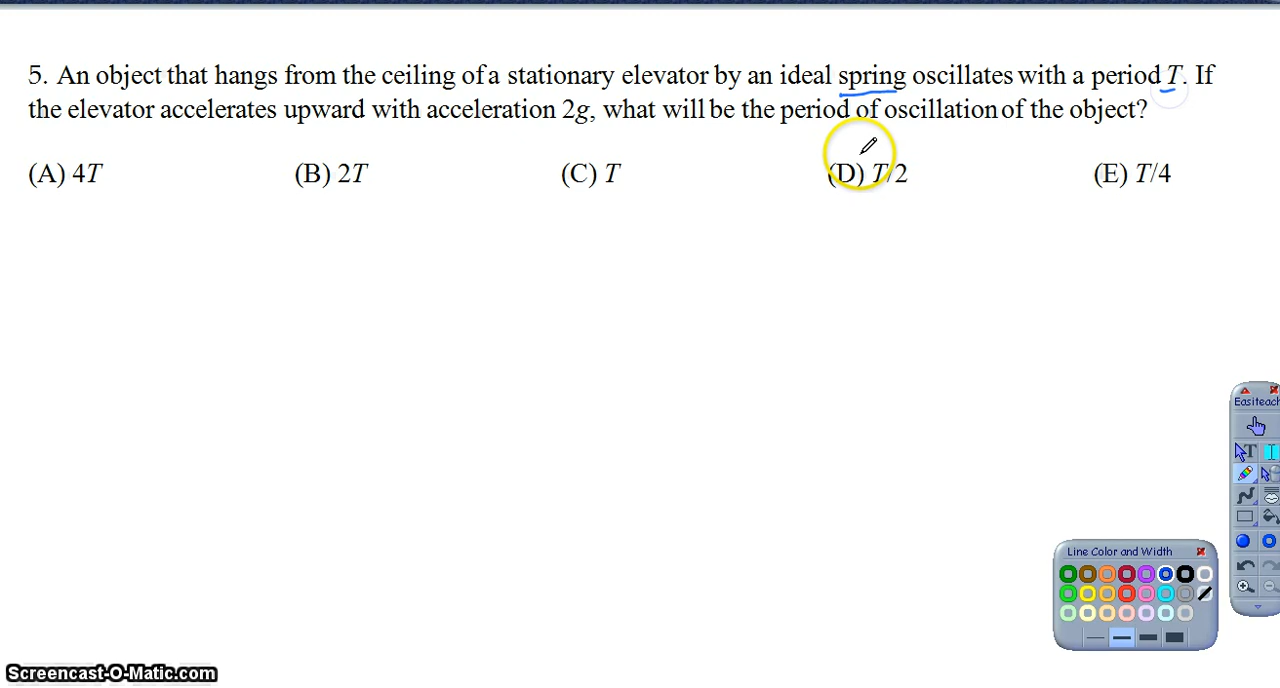 5. An object that hangs from the ceiling of a stationary elevator by an ideal spring oscillates with a period T. If
the elevator accelerates upward with acceleration 2g, what will be the period of oscillation of the object?
(A) 4T (B) 2T (C) T (D) T/2 (E) T/4
Easiteach
T
Line Color and Width
Screencast-O-Matic.com